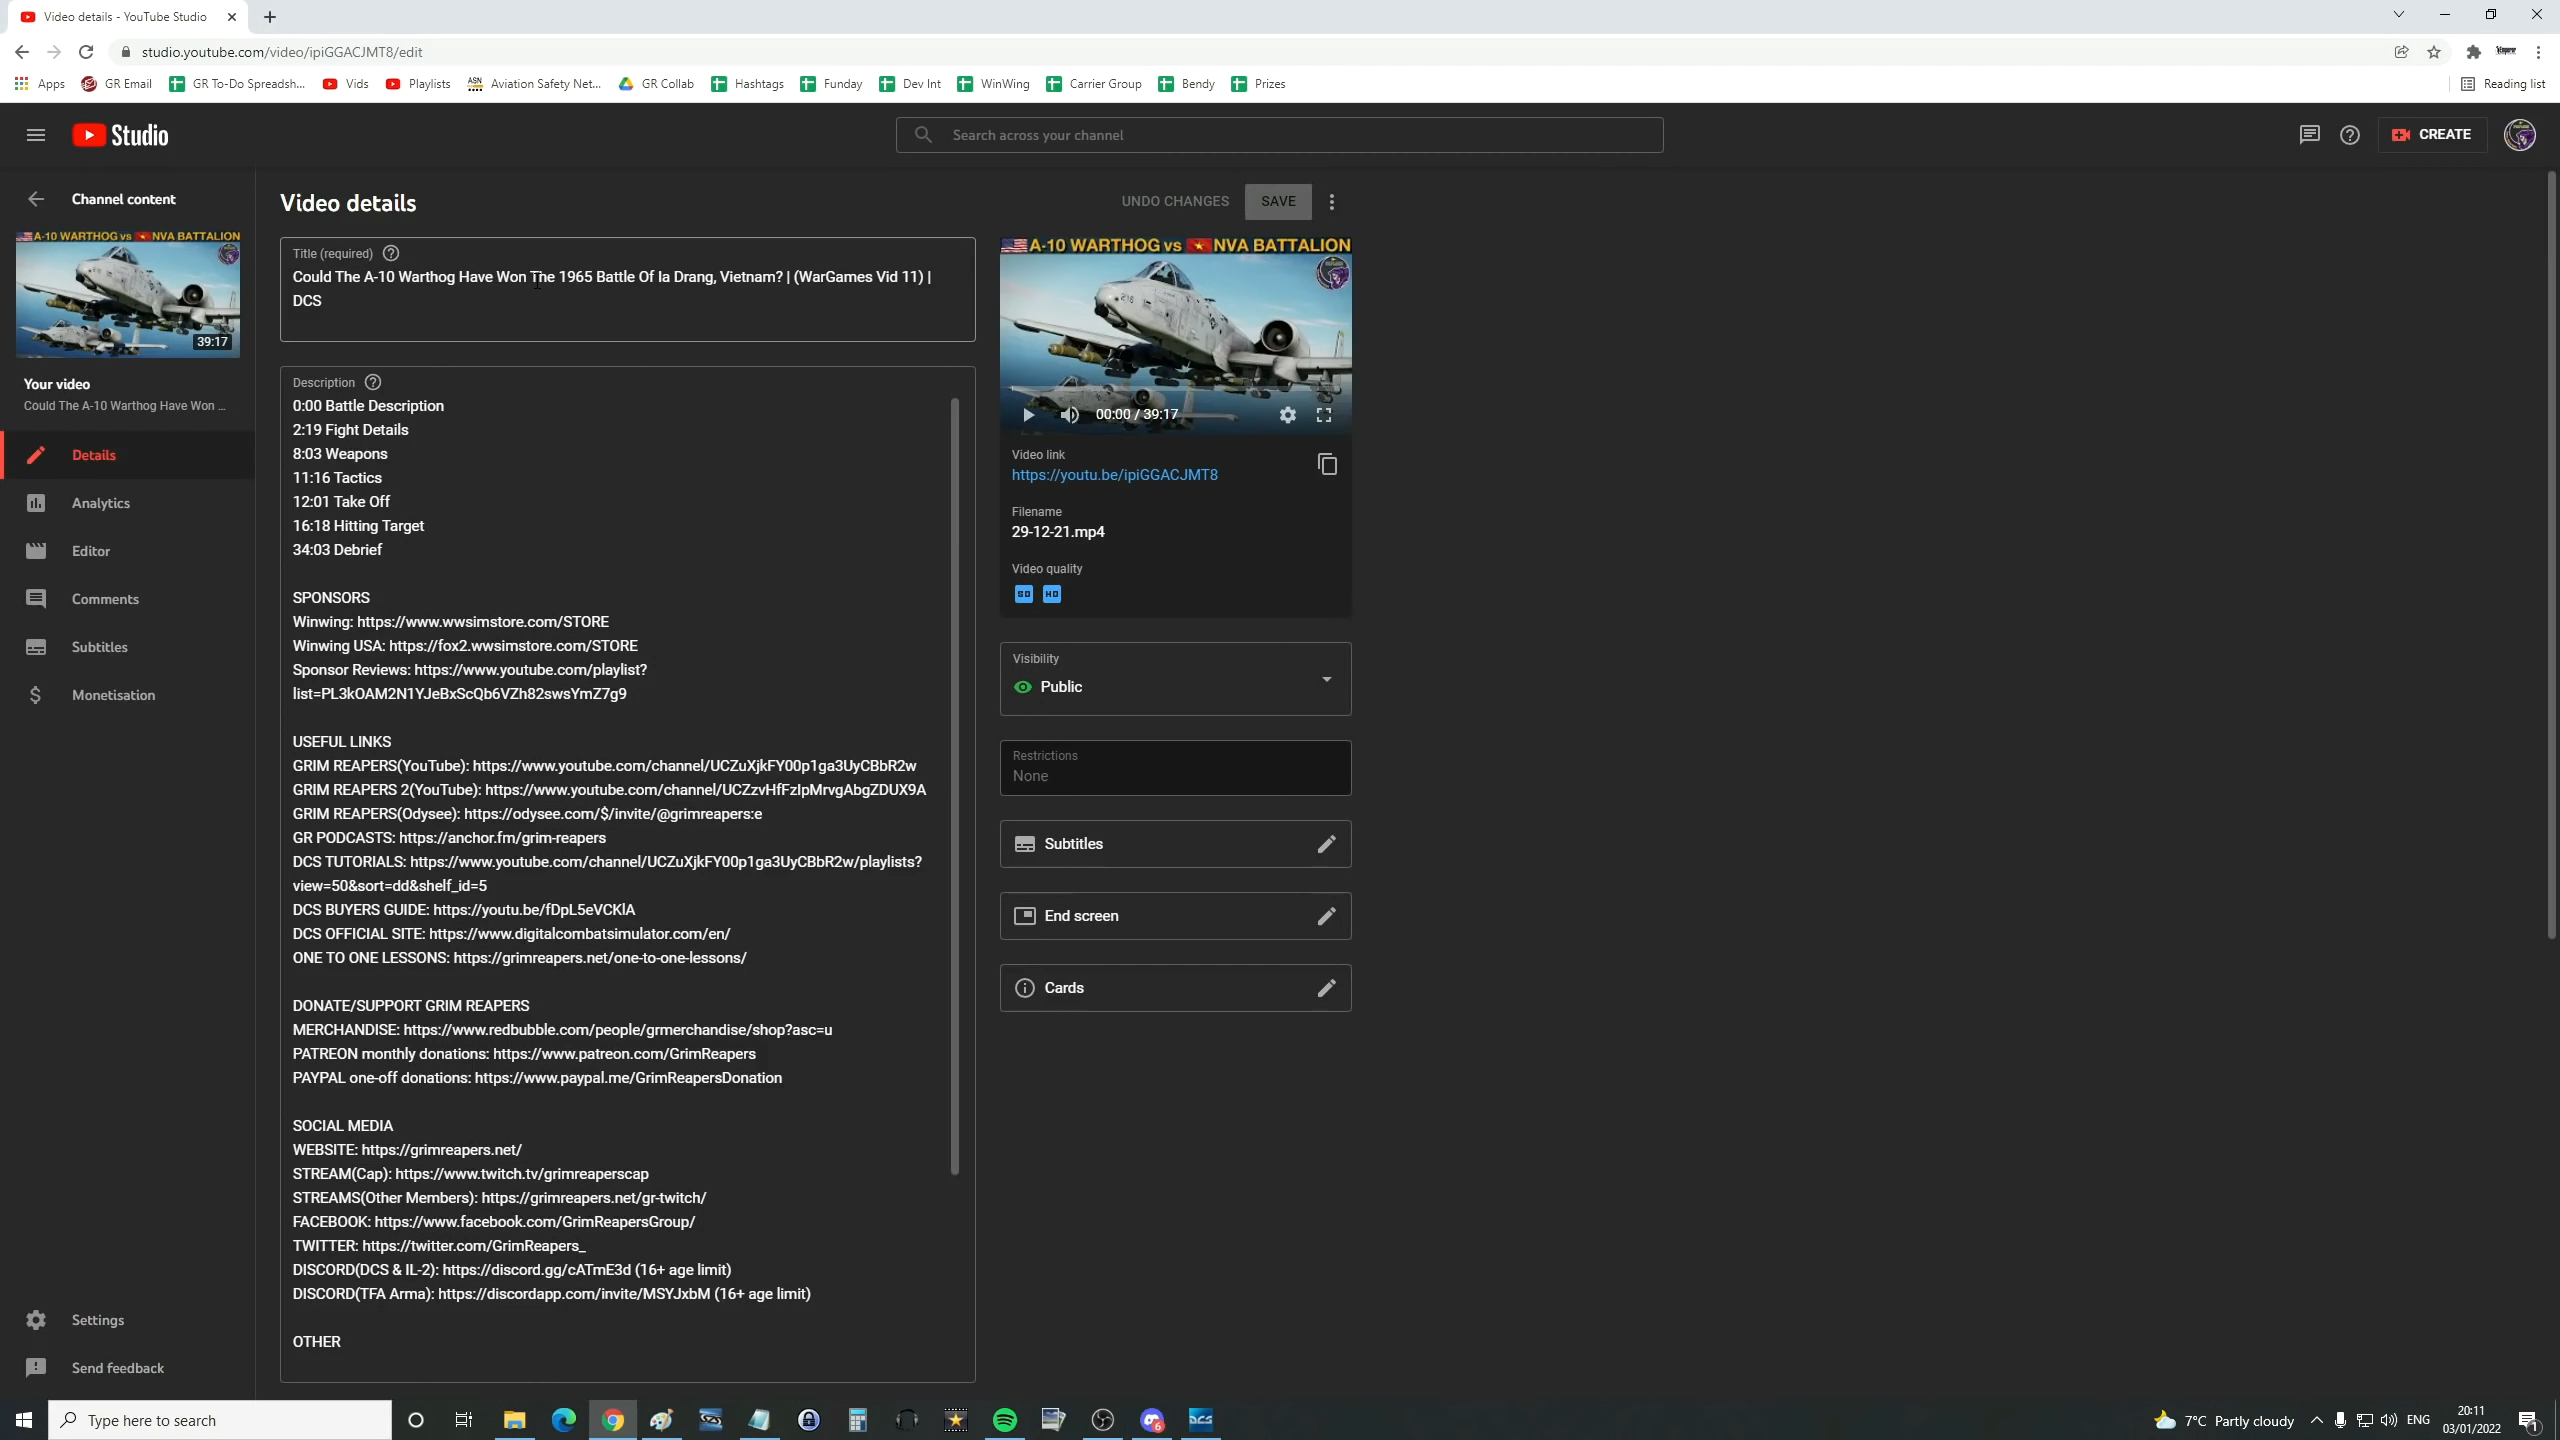 Video details - YouTube Studio
studio.youtube.com/video/ipiGGACJMT8/edit
Apps
GR Email
GR To-Do Spreadsh...
Vids
Playlists
ASN
Aviation Safety Net...
GR Collab
Hashtags
Funday
Dev Int
WinWing
Carrier Group
Bendy
Prizes
Reading list
Studio
Search across your channel
CREATE
Channel content
A-10 WARTHOG vs NVA BATTALION
39:17
Your video
Could The A-10 Warthog Have Won ...
Details
Analytics
Editor
Comments
Subtitles
Monetisation
Settings
Send feedback
Video details
UNDO CHANGES
SAVE
Title (required)
Could The A-10 Warthog Have Won The 1965 Battle Of Ia Drang, Vietnam? | (WarGames Vid 11) |
DCS
Description
0:00 Battle Description
2:19 Fight Details
8:03 Weapons
11:16 Tactics
12:01 Take Off
16:18 Hitting Target
34:03 Debrief
SPONSORS
Winwing: https://www.wwsimstore.com/STORE
Winwing USA: https://fox2.wwsimstore.com/STORE
Sponsor Reviews: https://www.youtube.com/playlist?
list=PL3kOAM2N1YJeBxScQb6VZh82swsYmZ7g9
USEFUL LINKS
GRIM REAPERS(YouTube): https://www.youtube.com/channel/UCZuXjkFY00p1ga3UyCBbR2w
GRIM REAPERS 2(YouTube): https://www.youtube.com/channel/UCZzvHfFzIpMrvgAbgZDUX9A
GRIM REAPERS(Odysee): https://odysee.com/$/invite/@grimreapers:e
GR PODCASTS: https://anchor.fm/grim-reapers
DCS TUTORIALS: https://www.youtube.com/channel/UCZuXjkFY00p1ga3UyCBbR2w/playlists?
view=50&sort=dd&shelf_id=5
DCS BUYERS GUIDE: https://youtu.be/fDpL5eVCKlA
DCS OFFICIAL SITE: https://www.digitalcombatsimulator.com/en/
ONE TO ONE LESSONS: https://grimreapers.net/one-to-one-lessons/
DONATE/SUPPORT GRIM REAPERS
MERCHANDISE: https://www.redbubble.com/people/grmerchandise/shop?asc=u
PATREON monthly donations: https://www.patreon.com/GrimReapers
PAYPAL one-off donations: https://www.paypal.me/GrimReapersDonation
SOCIAL MEDIA
WEBSITE: https://grimreapers.net/
STREAM(Cap): https://www.twitch.tv/grimreaperscap
STREAMS(Other Members): https://grimreapers.net/gr-twitch/
FACEBOOK: https://www.facebook.com/GrimReapersGroup/
TWITTER: https://twitter.com/GrimReapers_
DISCORD(DCS & IL-2): https://discord.gg/cATmE3d (16+ age limit)
DISCORD(TFA Arma): https://discordapp.com/invite/MSYJxbM (16+ age limit)
OTHER
A-10 WARTHOG vs NVA BATTALION
00:00 / 39:17
Video link
https://youtu.be/ipiGGACJMT8
Filename
29-12-21.mp4
Video quality
SD HD
Visibility
Public
Restrictions
None
Subtitles
End screen
Cards
Type here to search
6
DCS
7°C Partly cloudy
ENG
20:11
03/01/2022
1